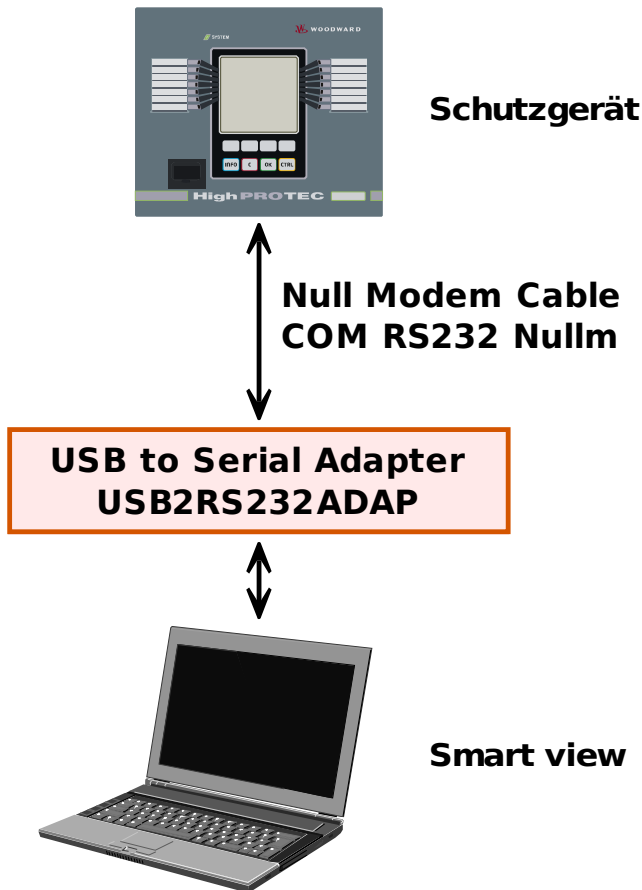 SYSTEM
WOODWARD
INFO C OK CTRL
HighPROTEC
Schutzgerät
Null Modem Cable
COM RS232 Nullm
USB to Serial Adapter
USB2RS232ADAP
Smart view